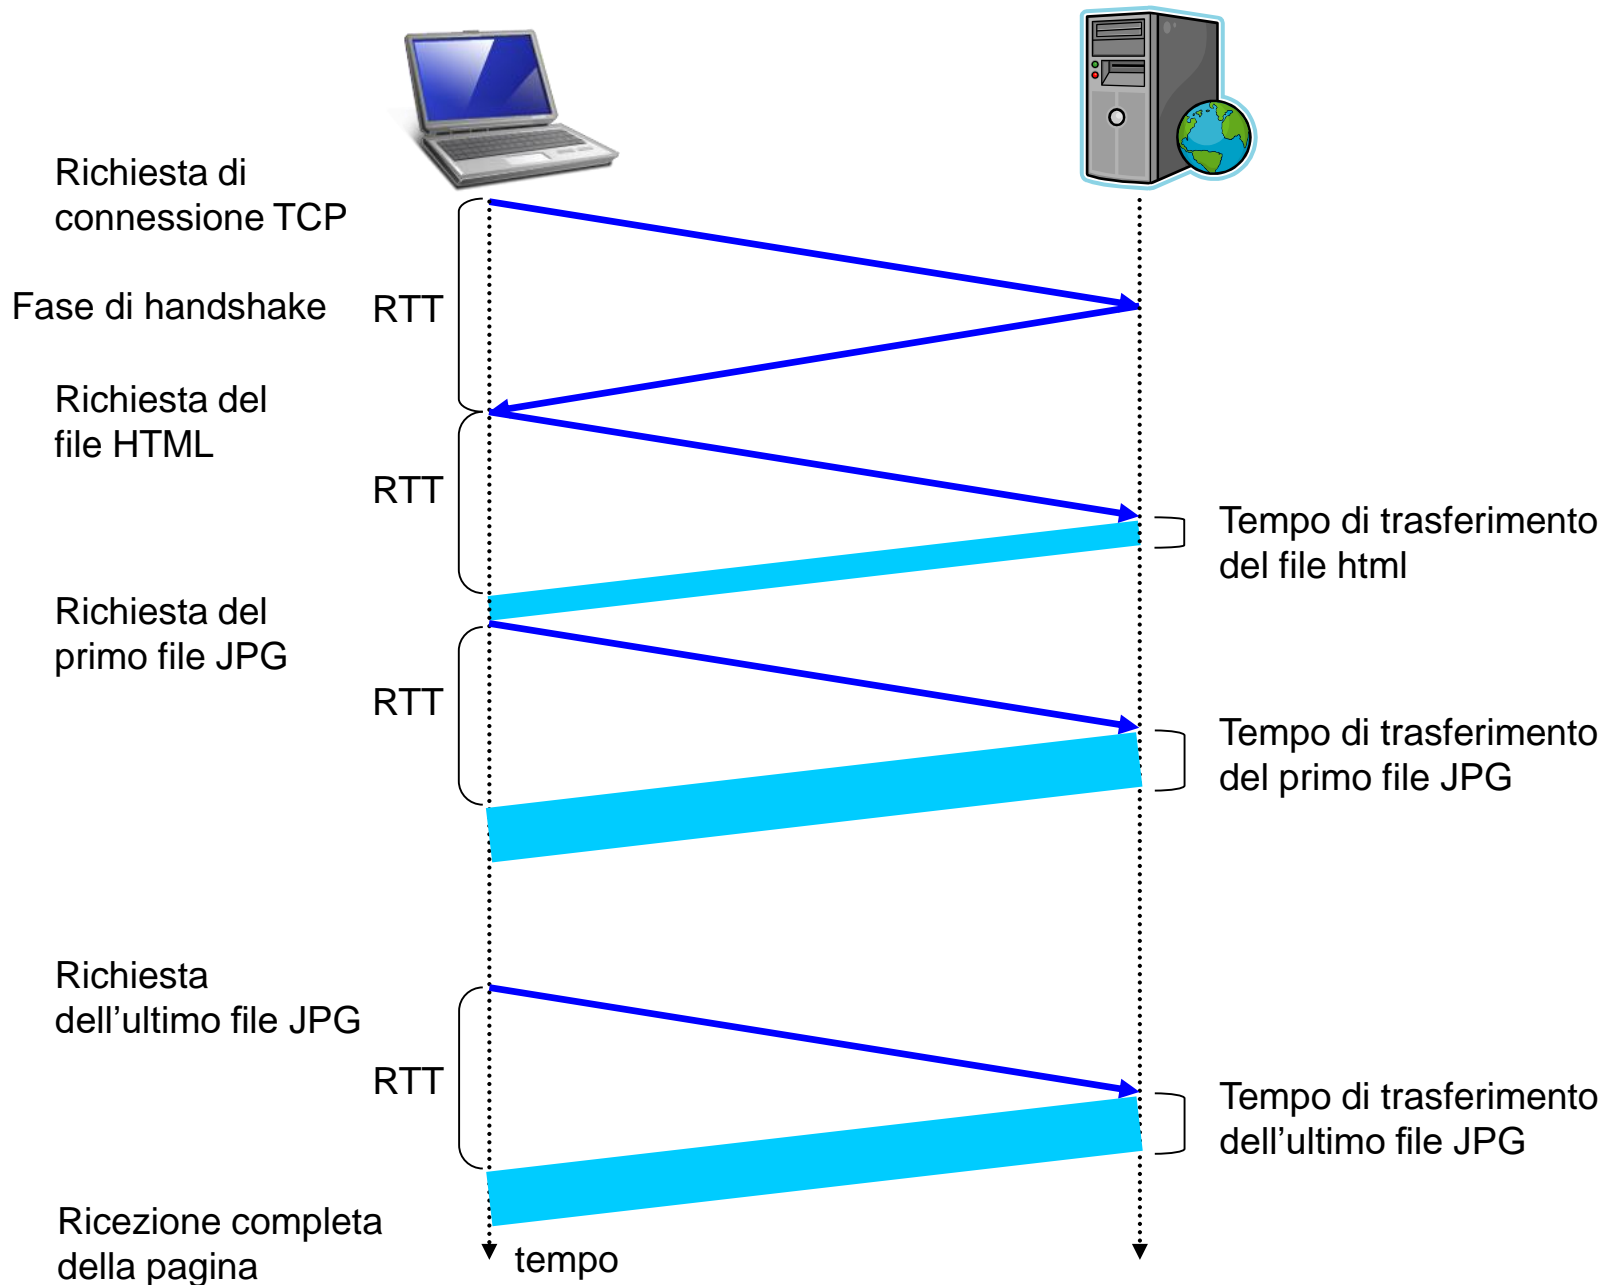 Richiesta di
connessione TCP
Fase di handshake
RTT
Richiesta del
file HTML
RTT
Tempo di trasferimento
del file html
Richiesta del
primo file JPG
RTT
Tempo di trasferimento
del primo file JPG
Richiesta
dell’ultimo file JPG
RTT
Tempo di trasferimento
dell’ultimo file JPG
Ricezione completa
della pagina
tempo